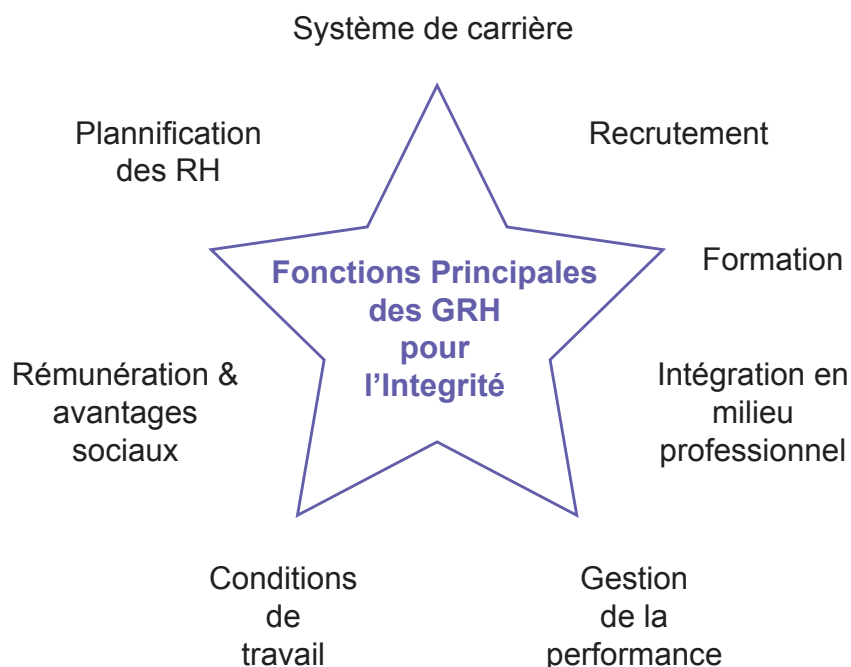 Système de carrière
Plannification
des RH
Recrutement
Fonctions Principales
des GRH
pour
l’Integrité
Formation
Rémunération &
avantages
sociaux
Intégration en
milieu
professionnel
Conditions
de
travail
Gestion
de la
performance